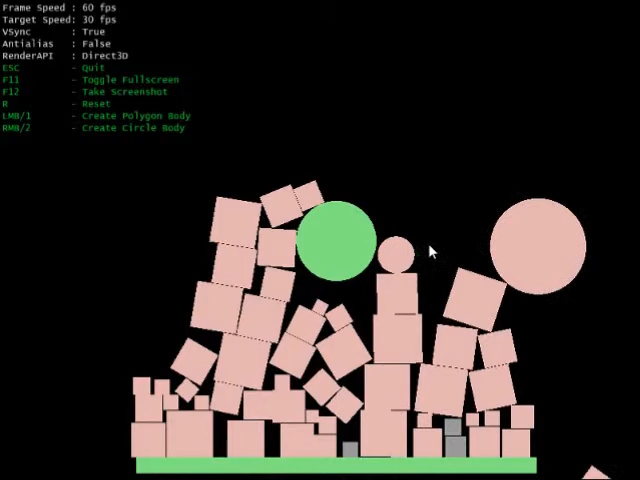 Frame Speed : 60 fps
Target Speed: 30 fps
VSync : True
Antialias : False
RenderAPI : Direct3D
ESC - Quit
F11 - Toggle Fullscreen
F12 - Take Screenshot
R - Reset
LMB/1 - Create Polygon Body
RMB/2 - Create Circle Body